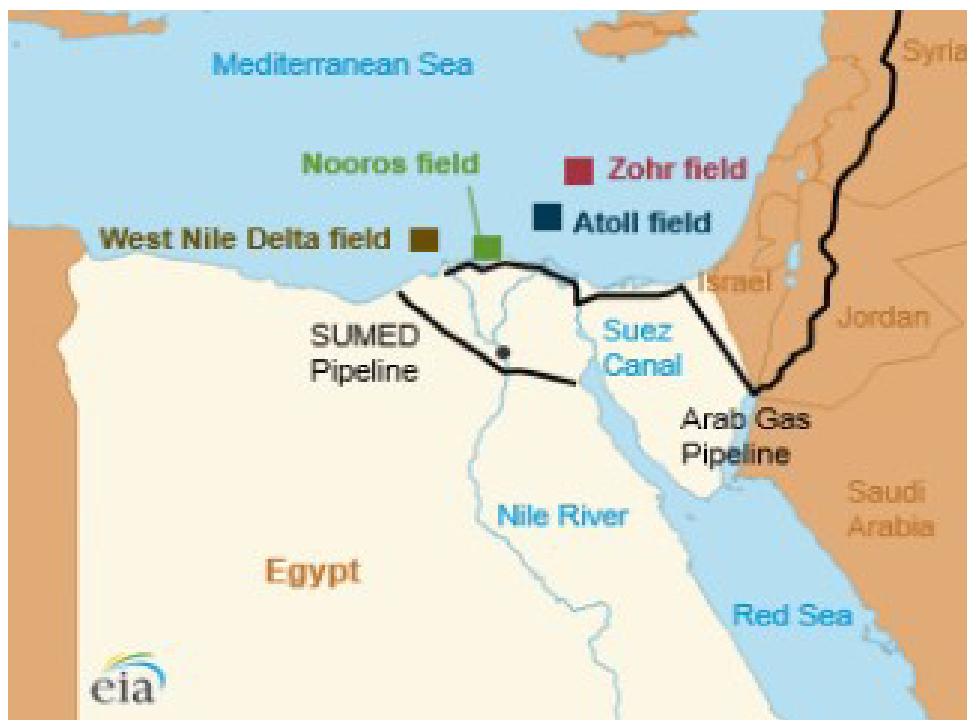 Mediterranean Sea
Syria
Nooros field
Zohr field
Atoll field
West Nile Delta field
Israel
Jordan
SUMED
Pipeline
Suez
Canal
Arab Gas
Pipeline
Saudi
Arabia
Nile River
Egypt
Red Sea
eia